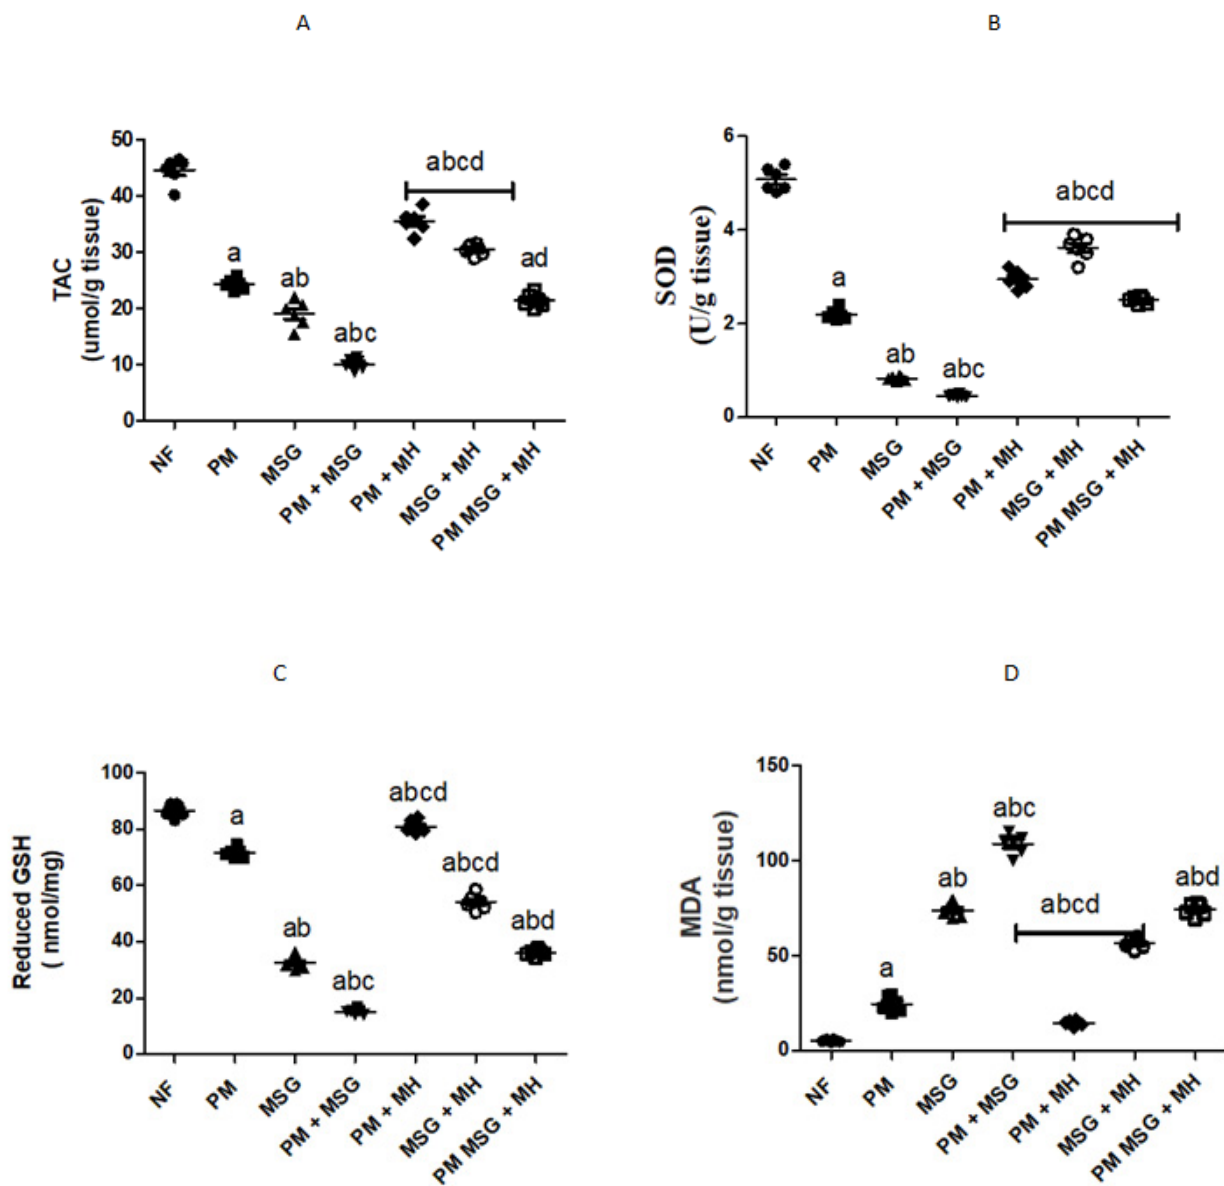 A
B
50
40
30
20
10
0
TAC
(umol/g tissue)
a
ab
abc
abcd
ad
NF
PM
MSG
PM + MSG
PM + MH
MSG + MH
PM MSG + MH
6
4
2
0
SOD
(U/g tissue)
a
ab
abc
abcd
NF
PM
MSG
PM + MSG
PM + MH
MSG + MH
PM MSG + MH
C
D
100
80
60
40
20
0
Reduced GSH
( nmol/mg)
a
ab
abc
abcd
abcd
abd
NF
PM
MSG
PM + MSG
PM + MH
MSG + MH
PM MSG + MH
150
100
50
0
MDA
(nmol/g tissue)
a
ab
abc
abcd
abd
NF
PM
MSG
PM + MSG
PM + MH
MSG + MH
PM MSG + MH